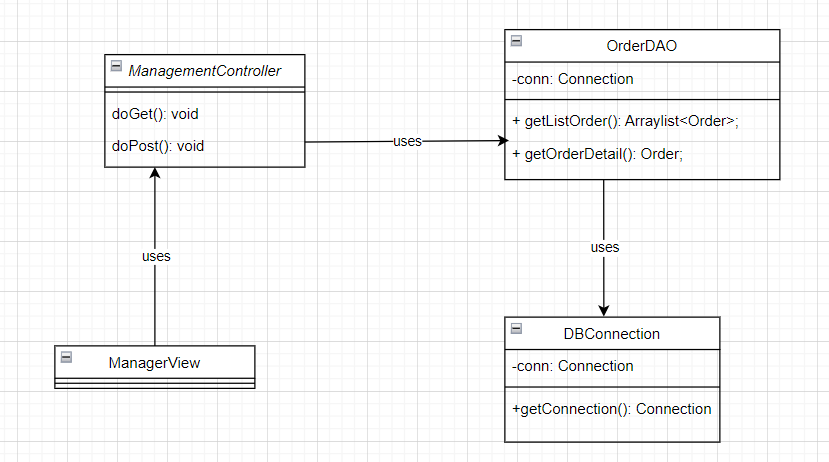 ManagementController
doGet(): void
doPost(): void
uses
OrderDAO
-conn: Connection
+ getListOrder(): Arraylist<Order>;
+ getOrderDetail(): Order;
uses
uses
ManagerView
DBConnection
-conn: Connection
+getConnection(): Connection